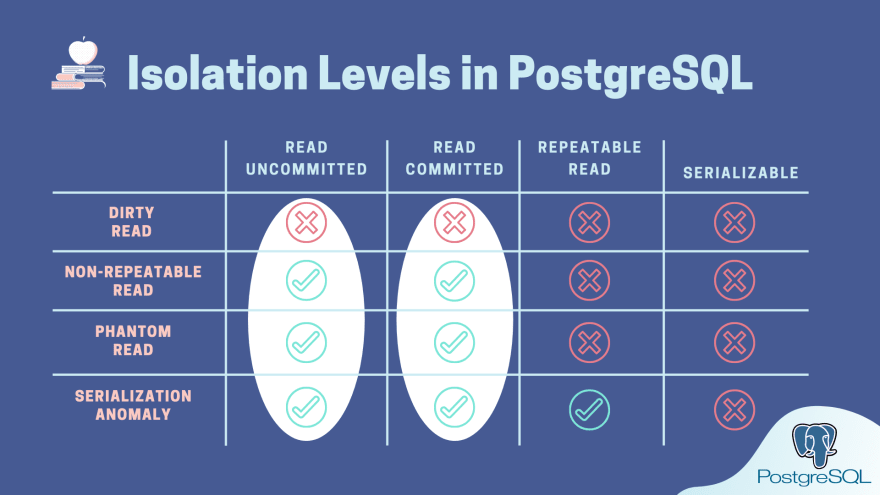 Isolation Levels in PostgreSQL
READ
UNCOMMITTED
READ
COMMITTED
REPEATABLE
READ
SERIALIZABLE
DIRTY
READ
NON-REPEATABLE
READ
PHANTOM
READ
SERIALIZATION
ANOMALY
PostgreSQL